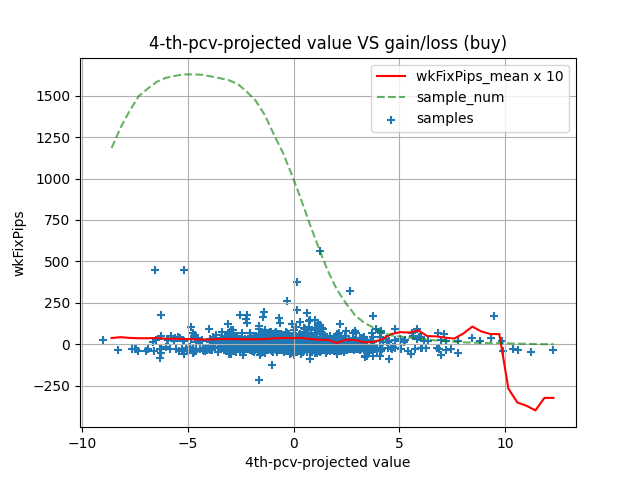 4-th-pcv-projected value VS gain/loss (buy)
wkFixPips_mean x 10
sample_num
samples
1500
1250
1000
750
500
250
0
−250
wkFixPips
−10
−5
0
5
10
4th-pcv-projected value